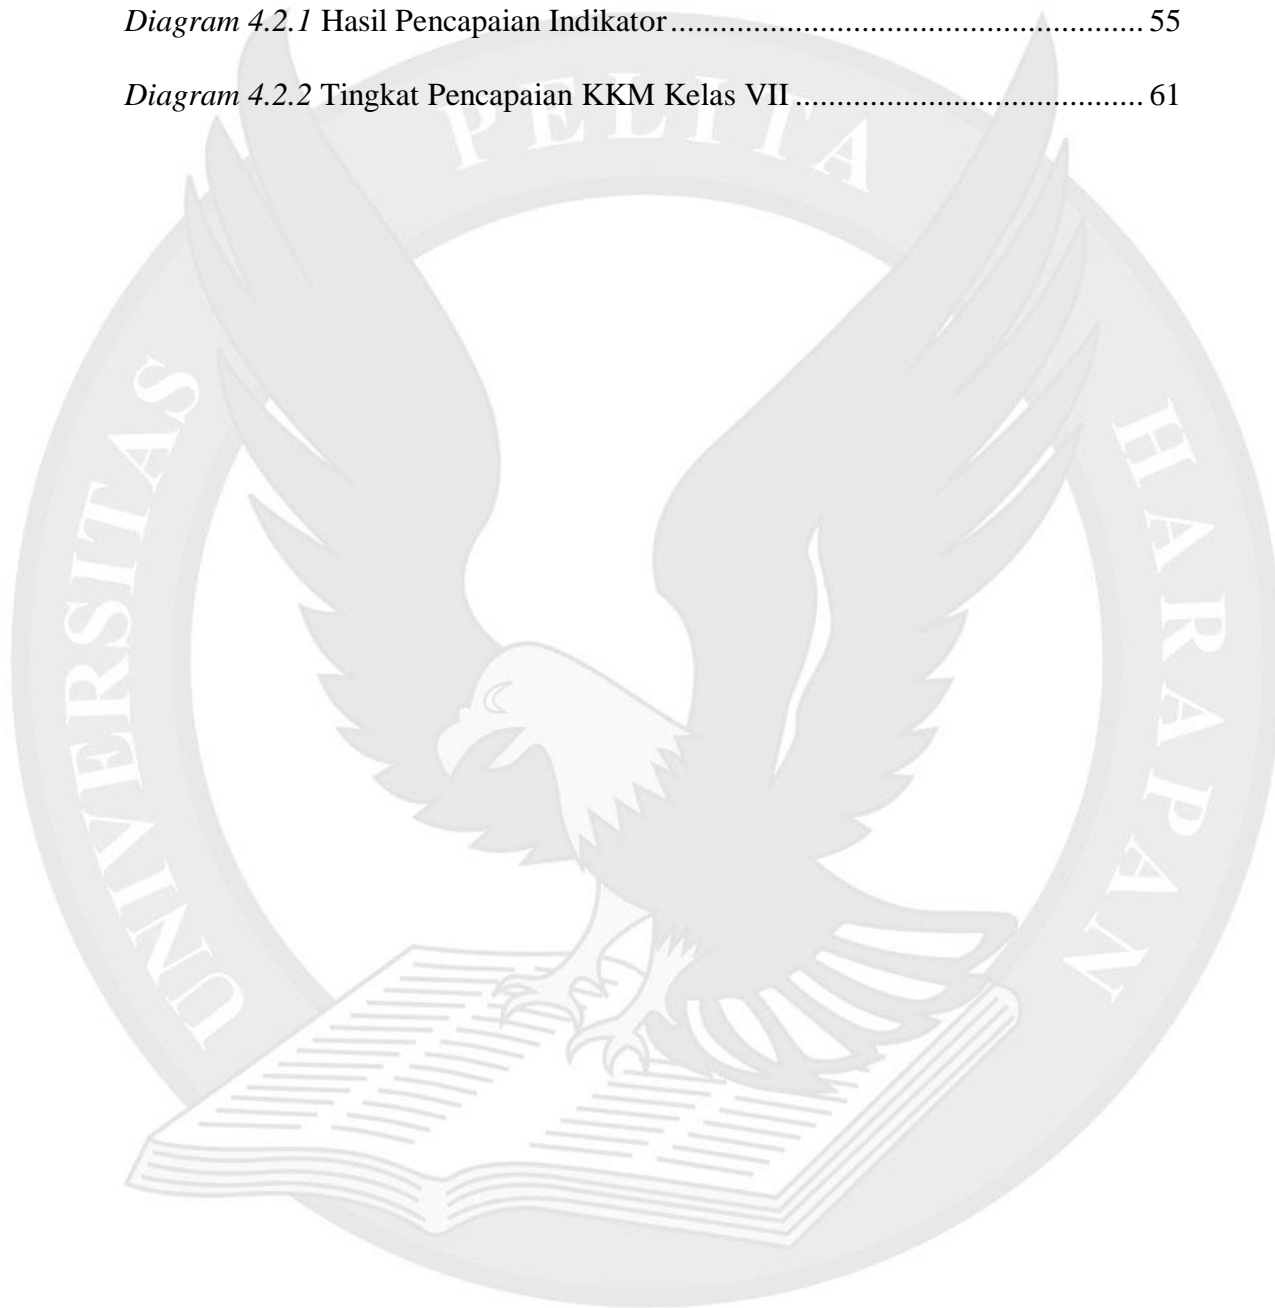 Diagram 4.2.1 Hasil Pencapaian Indikator ................................................. 55
Diagram 4.2.2 Tingkat Pencapaian KKM Kelas VII .................................... 61
UNIVERSITAS PELITA HARAPAN